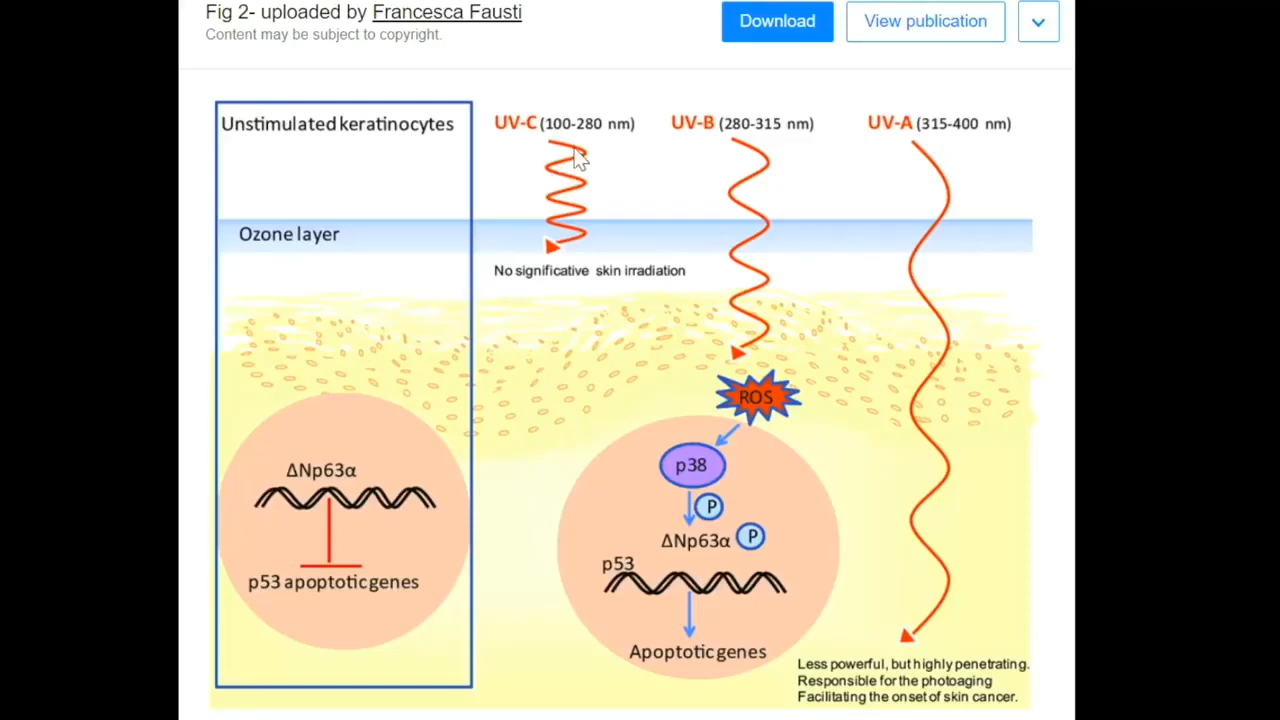 Fig 2- uploaded by Francesca Fausti
Content may be subject to copyright.
Download
View publication
Unstimulated keratinocytes
UV-C (100-280 nm)
UV-B (280-315 nm)
UV-A (315-400 nm)
Ozone layer
No significative skin irradiation
ROS
p38
P
ΔNp63α
P
p53
Apoptotic genes
ΔNp63α
p53 apoptotic genes
Less powerful, but highly penetrating.
Responsible for the photoaging
Facilitating the onset of skin cancer.